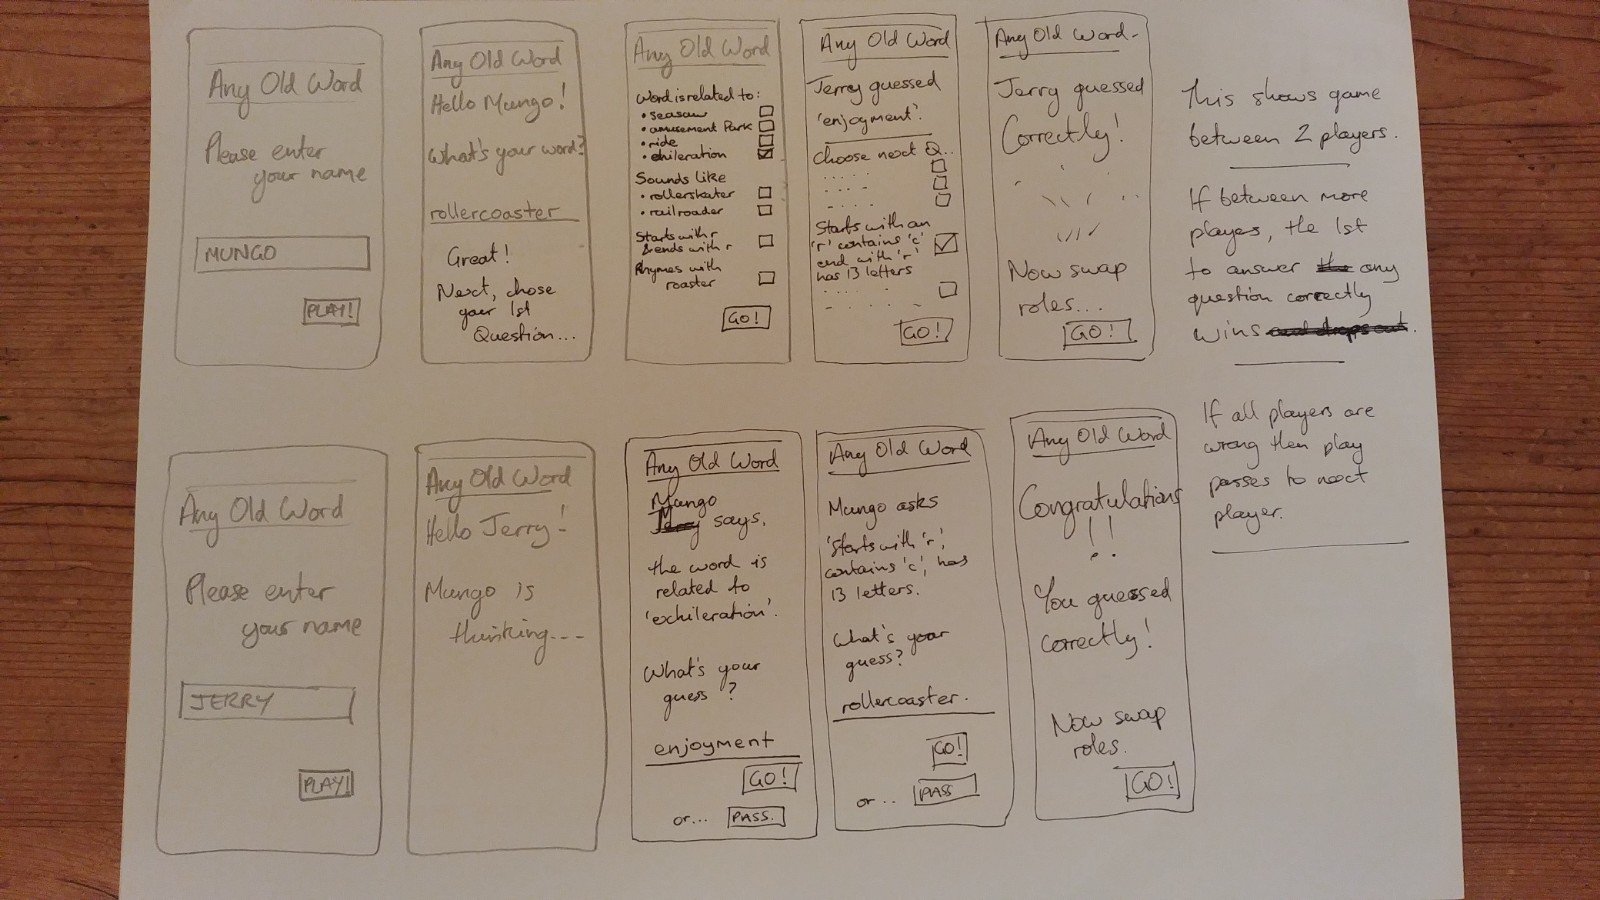 Any Old Word
Please enter
your name
MUNGO
PLAY!
Any Old Word
Hello Mungo!
What's your word?
rollercoaster
Great!
Next, chose
your 1st
Question...
Any Old Word
Word is related to:
• seasaw
• amusement Park
• ride
• exhileration
Sounds like
• rollerskater
• railroader
Starts with r
& ends with r
Rhymes with
roaster
GO!
Any Old Word
Jerry guessed
'enjoyment'.
Choose next Q..
Starts with an
'r' contains 'c'
end with 'r'
has 13 letters
GO!
Any Old Word
Jerry guessed
Correctly!
Now swap
roles...
GO!
This shows game
between 2 players.
If between more
players, the 1st
to answer the any
question correctly
wins and drops out.
If all players are
wrong then play
passes to next
player.
Any Old Word
Please enter
your name
JERRY
PLAY!
Any Old Word
Hello Jerry!
Mungo is
thinking...
Any Old Word
Mungo
Jerry says,
the word is
related to
'exhileration'.
What's your
guess?
enjoyment
GO!
or... PASS.
Any Old Word
Mungo asks
'starts with 'r',
contains 'c', has
13 letters.
What's your
guess?
rollercoaster.
GO!
or... PASS
Any Old Word
Congratulations
!!
You guessed
correctly!
Now swap
roles.
GO!